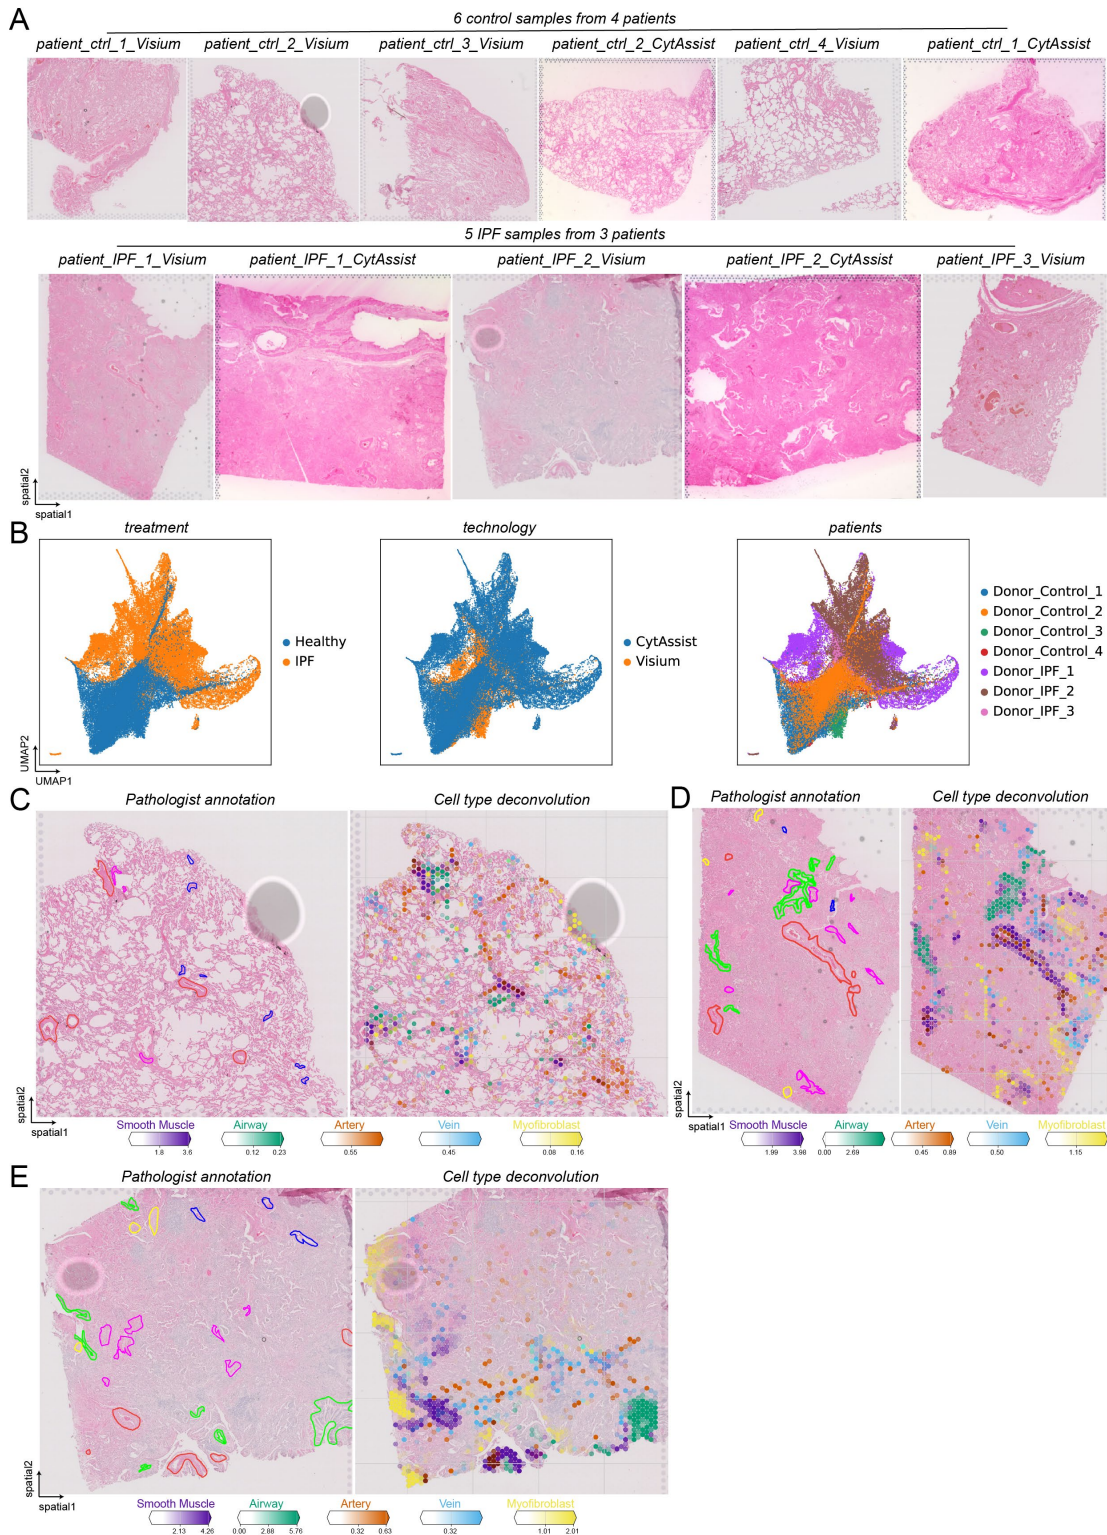 A
6 control samples from 4 patients
patient_ctrl_1_Visium patient_ctrl_2_Visium patient_ctrl_3_Visium patient_ctrl_2_CytAssist patient_ctrl_4_Visium patient_ctrl_1_CytAssist
5 IPF samples from 3 patients
patient_IPF_1_Visium patient_IPF_1_CytAssist patient_IPF_2_Visium patient_IPF_2_CytAssist patient_IPF_3_Visium
spatial2
spatial1
B
treatment technology patients
Healthy
IPF
CytAssist
Visium
Donor_Control_1
Donor_Control_2
Donor_Control_3
Donor_Control_4
Donor_IPF_1
Donor_IPF_2
Donor_IPF_3
UMAP2
UMAP1
C
Pathologist annotation Cell type deconvolution
spatial2
spatial1
Smooth Muscle Airway Artery Vein Myofibroblast
1.8 3.6 0.12 0.23 0.55 0.45 0.08 0.16
D
Pathologist annotation Cell type deconvolution
spatial2
spatial1
Smooth Muscle Airway Artery Vein Myofibroblast
1.99 3.98 0.00 2.69 0.45 0.89 0.50 1.15
E
Pathologist annotation Cell type deconvolution
spatial2
spatial1
Smooth Muscle Airway Artery Vein Myofibroblast
2.13 4.26 0.00 2.88 5.76 0.32 0.63 0.32 1.01 2.01